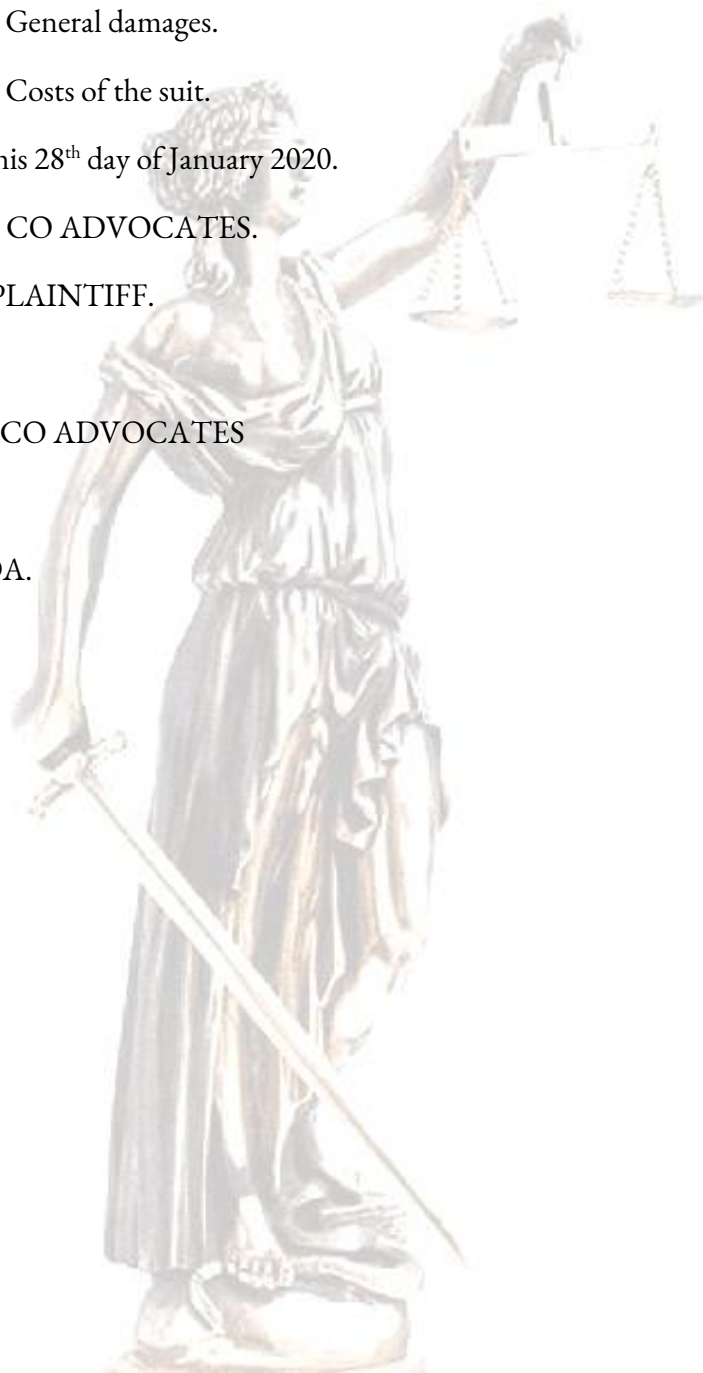 General damages.
Costs of the suit.
his 28th day of January 2020.
CO ADVOCATES.
PLAINTIFF.
CO ADVOCATES
DA.